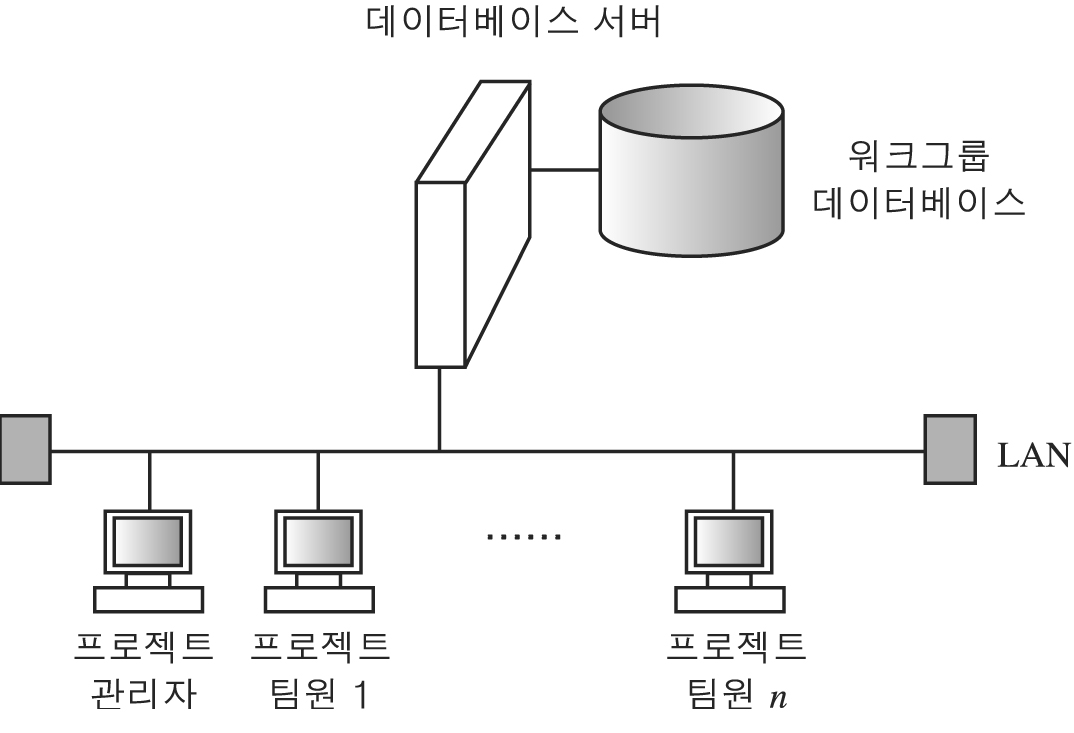 데이터베이스 서버
워크그룹
데이터베이스
LAN
......
프로젝트
관리자
프로젝트
팀원 1
프로젝트
팀원 n